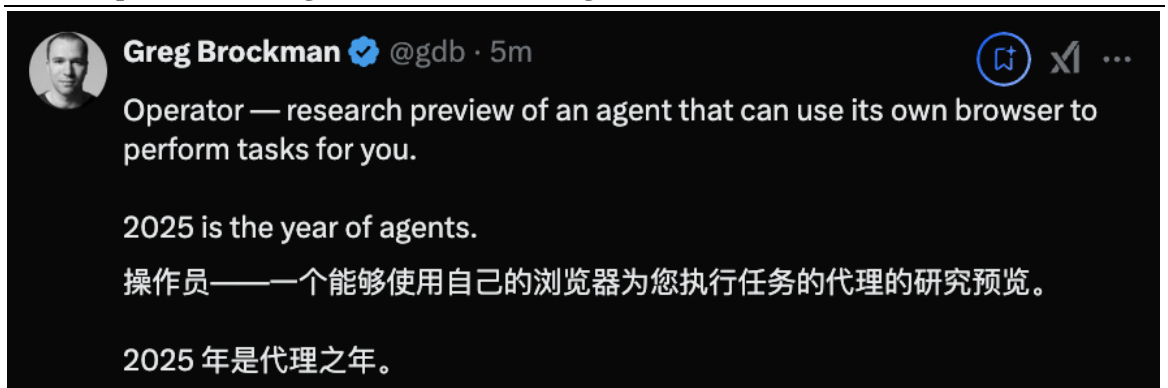 Greg Brockman @gdb · 5m
Operator — research preview of an agent that can use its own browser to
perform tasks for you.
2025 is the year of agents.
操作员——一个能够使用自己的浏览器为您执行任务的代理的研究预览。
2025 年是代理之年。